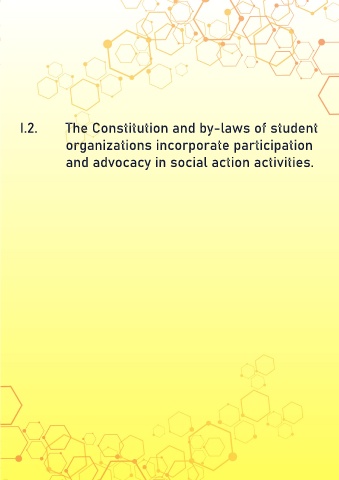 I.2. The Constitution and by-laws of student
organizations incorporate participation
and advocacy in social action activities.